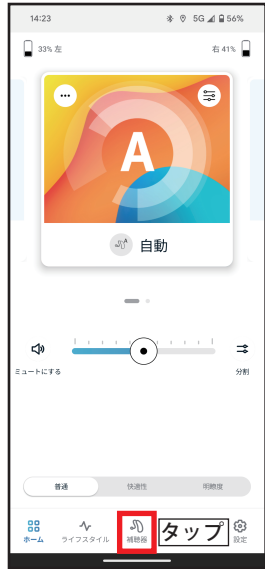 14:23
5G 56%
33% 左
右 41%
A
自動
ミュートにする
分割
普通
快適性
明瞭度
ホーム
ライフスタイル
補聴器
タップ
設定